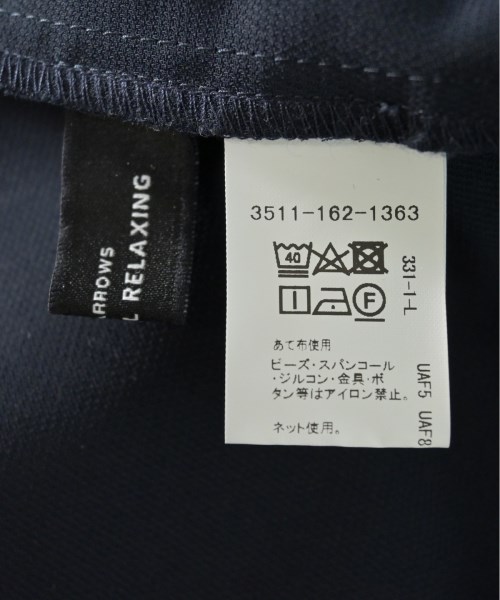 ARROWS
L RELAXING
3511-162-1363
40
F
331-1-L
あて布使用
ビーズ・スパンコール
・ジルコン・金具・ボ
タン等はアイロン禁止。
ネット使用。
UAF5 UAF8